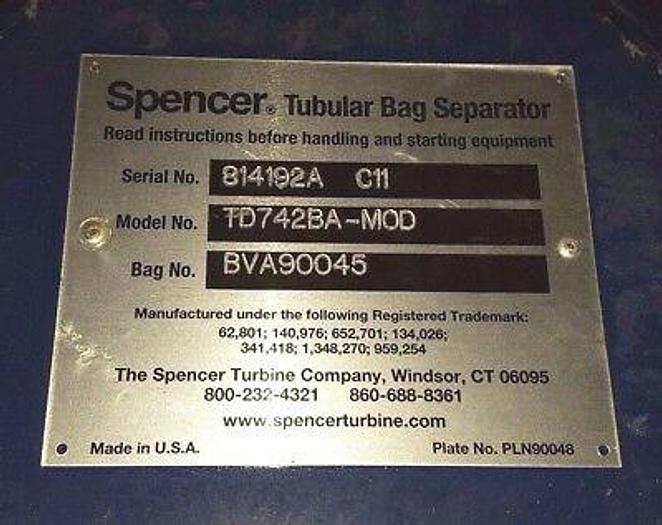 Spencer® Tubular Bag Separator
Read instructions before handling and starting equipment
Serial No. 814192A C11
Model No. TD742BA-MOD
Bag No. BVA90045
Manufactured under the following Registered Trademark:
62,801; 140,976; 652,701; 134,026;
341,418; 1,348,270; 959,254
The Spencer Turbine Company, Windsor, CT 06095
800-232-4321 860-688-8361
www.spencerturbine.com
Made in U.S.A. Plate No. PLN90048